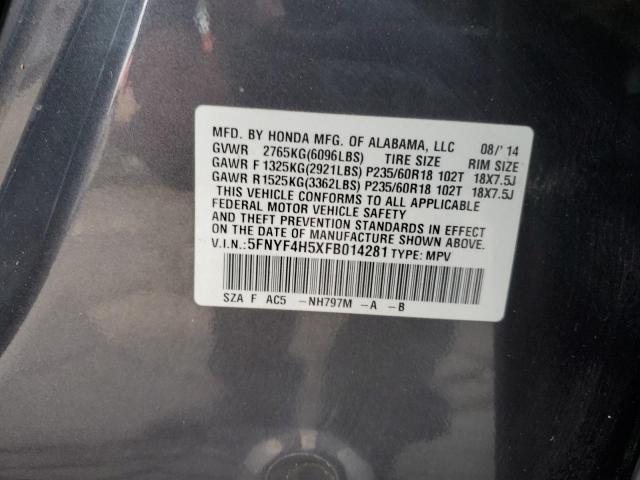 MFD. BY HONDA MFG. OF ALABAMA, LLC 08/'14
GVWR 2765KG(6096LBS) TIRE SIZE RIM SIZE
GAWR F 1325KG(2921LBS) P235/60R18 102T 18X7.5J
GAWR R1525KG(3362LBS) P235/60R18 102T 18X7.5J
THIS VEHICLE CONFORMS TO ALL APPLICABLE
FEDERAL MOTOR VEHICLE SAFETY
AND THEFT PREVENTION STANDARDS IN EFFECT
ON THE DATE OF MANUFACTURE SHOWN ABOVE.
V.I.N.:5FNYF4H5XFB014281 TYPE: MPV
SZA F AC5 -NH797M -A -B